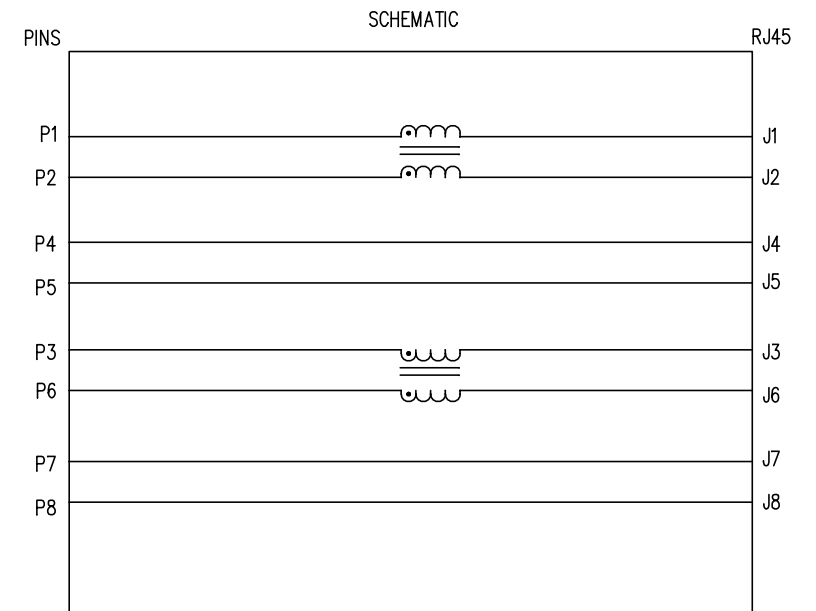 SCHEMATIC
PINS RJ45
P1 J1
P2 J2
P4 J4
P5 J5
P3 J3
P6 J6
P7 J7
P8 J8